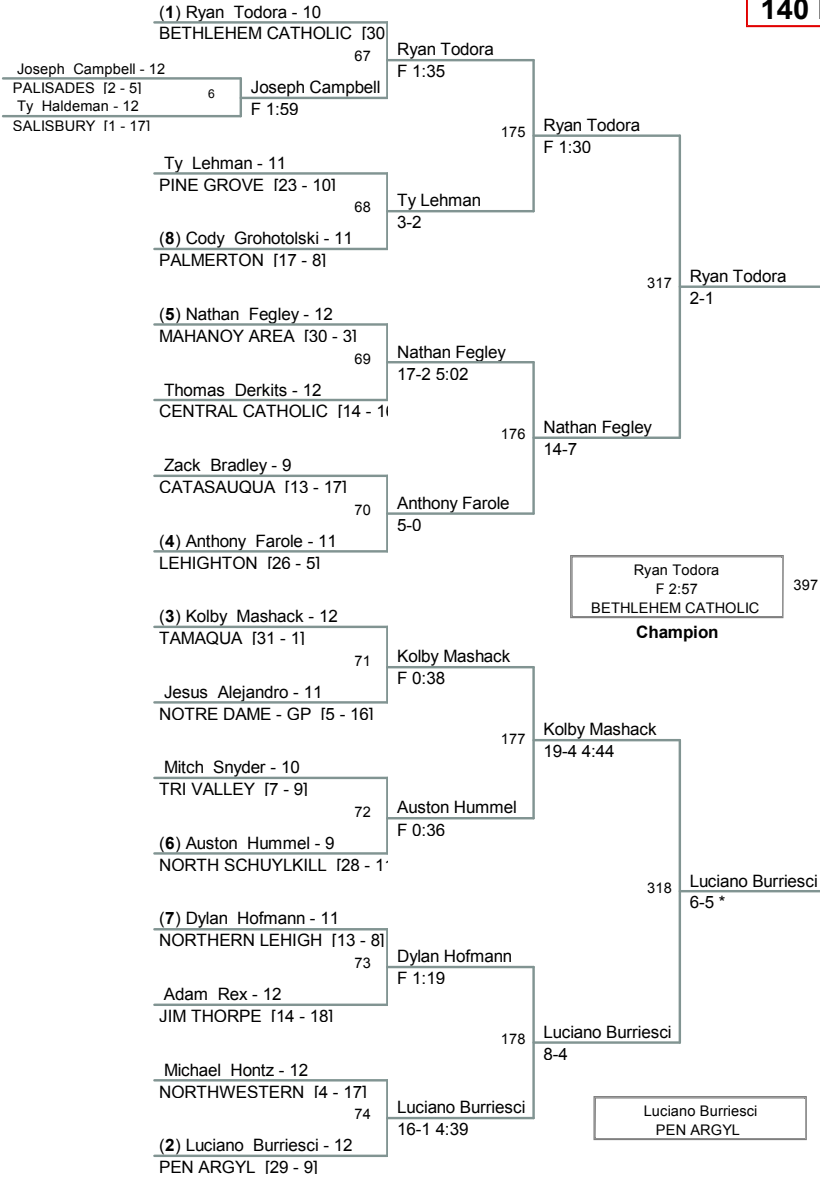 140
(1) Ryan Todora - 10
BETHLEHEM CATHOLIC [30
67
Ryan Todora
F 1:35
Joseph Campbell - 12
PALISADES [2 - 5]
6
Ty Haldeman - 12
SALISBURY [1 - 17]
Joseph Campbell
F 1:59
175
Ryan Todora
F 1:30
Ty Lehman - 11
PINE GROVE [23 - 10]
68
Ty Lehman
3-2
(8) Cody Grohotolski - 11
PALMERTON [17 - 8]
317
Ryan Todora
2-1
(5) Nathan Fegley - 12
MAHANOY AREA [30 - 3]
69
Nathan Fegley
17-2 5:02
Thomas Derkits - 12
CENTRAL CATHOLIC [14 -
176
Nathan Fegley
14-7
Zack Bradley - 9
CATASAUQUA [13 - 17]
70
Anthony Farole
5-0
(4) Anthony Farole - 11
LEHIGHTON [26 - 5]
Ryan Todora
F 2:57
BETHLEHEM CATHOLIC
397
Champion
(3) Kolby Mashack - 12
TAMAQUA [31 - 1]
71
Kolby Mashack
F 0:38
Jesus Alejandro - 11
NOTRE DAME - GP [5 - 16]
177
Kolby Mashack
19-4 4:44
Mitch Snyder - 10
TRI VALLEY [7 - 9]
72
Auston Hummel
F 0:36
(6) Auston Hummel - 9
NORTH SCHUYLKILL [28 -
318
Luciano Burriesci
6-5 *
(7) Dylan Hofmann - 11
NORTHERN LEHIGH [13 - 8]
73
Dylan Hofmann
F 1:19
Adam Rex - 12
JIM THORPE [14 - 18]
178
Luciano Burriesci
8-4
Michael Hontz - 12
NORTHWESTERN [4 - 17]
74
Luciano Burriesci
16-1 4:39
(2) Luciano Burriesci - 12
PEN ARGYL [29 - 9]
Luciano Burriesci
PEN ARGYL